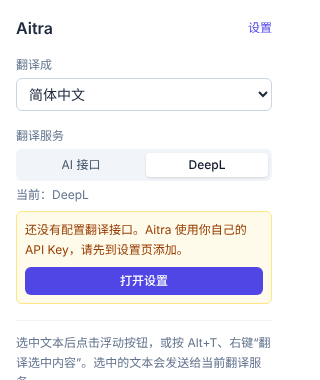 Aitra
设置
翻译成
简体中文
翻译服务
AI 接口
DeepL
当前：DeepL
还没有配置翻译接口。Aitra 使用你自己的
API Key，请先到设置页添加。
打开设置
选中文本后点击浮动按钮，或按 Alt+T、右键“翻
译选中内容”。选中的文本会发送给当前翻译服